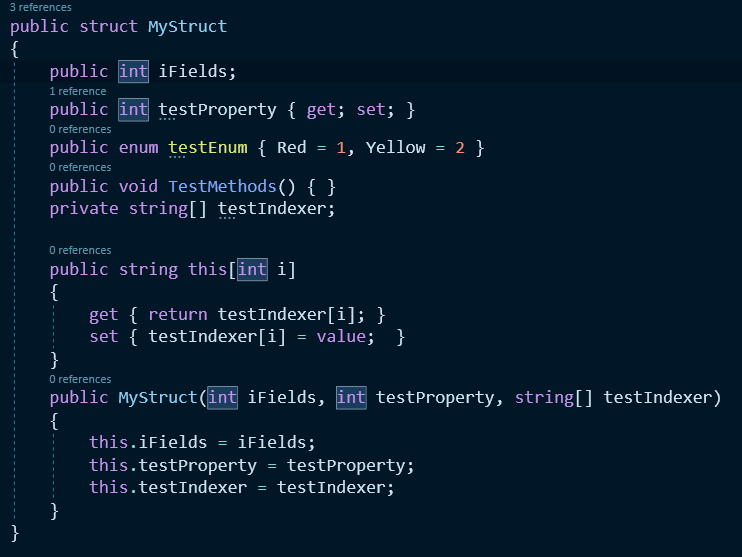 3 references
public struct MyStruct
{
public int iFields;
1 reference
public int testProperty { get; set; }
0 references
public enum testEnum { Red = 1, Yellow = 2 }
0 references
public void TestMethods() { }
private string[] testIndexer;
0 references
public string this[int i]
{
get { return testIndexer[i]; }
set { testIndexer[i] = value;  }
}
0 references
public MyStruct(int iFields, int testProperty, string[] testIndexer)
{
this.iFields = iFields;
this.testProperty = testProperty;
this.testIndexer = testIndexer;
}
}